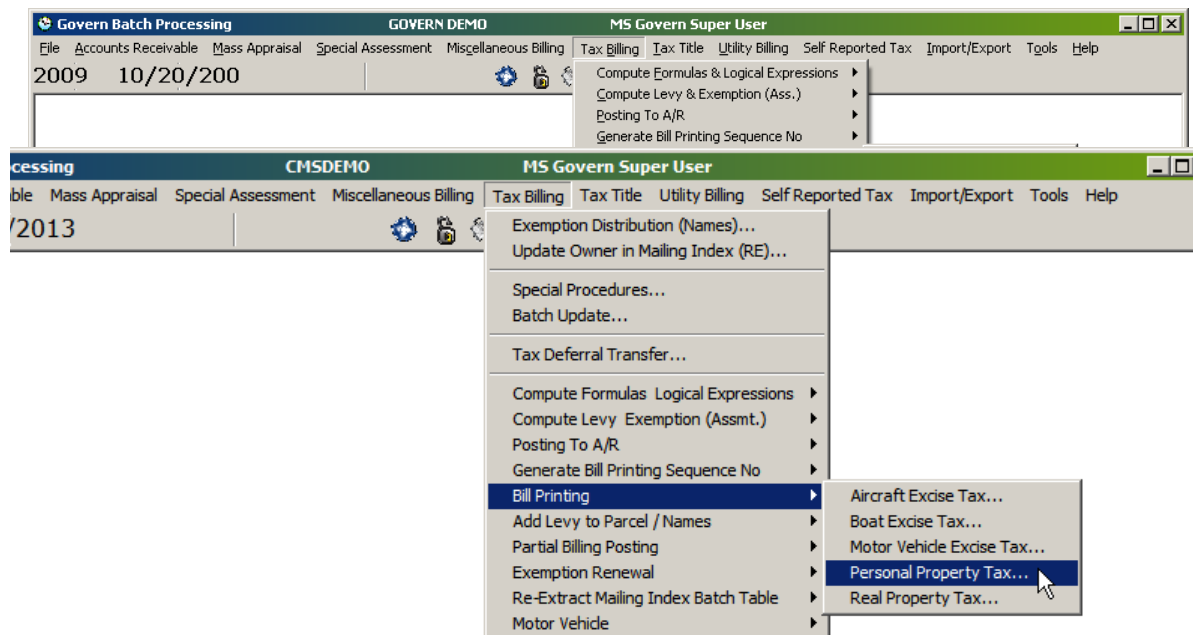 Govern Batch Processing GOVERN DEMO MS Govern Super User
File Accounts Receivable Mass Appraisal Special Assessment Miscellaneous Billing Tax Billing Tax Title Utility Billing Self Reported Tax Import/Export Tools Help
2009 10/20/200
Compute Formulas & Logical Expressions
Compute Levy & Exemption (Ass.)
Posting To A/R
Generate Bill Printing Sequence No
cessing CMSDEMO MS Govern Super User
ble Mass Appraisal Special Assessment Miscellaneous Billing Tax Billing Tax Title Utility Billing Self Reported Tax Import/Export Tools Help
/2013
Exemption Distribution (Names)...
Update Owner in Mailing Index (RE)...
Special Procedures...
Batch Update...
Tax Deferral Transfer...
Compute Formulas Logical Expressions
Compute Levy Exemption (Assmt.)
Posting To A/R
Generate Bill Printing Sequence No
Bill Printing
Add Levy to Parcel / Names
Partial Billing Posting
Exemption Renewal
Re-Extract Mailing Index Batch Table
Motor Vehicle
Aircraft Excise Tax...
Boat Excise Tax...
Motor Vehicle Excise Tax...
Personal Property Tax...
Real Property Tax...